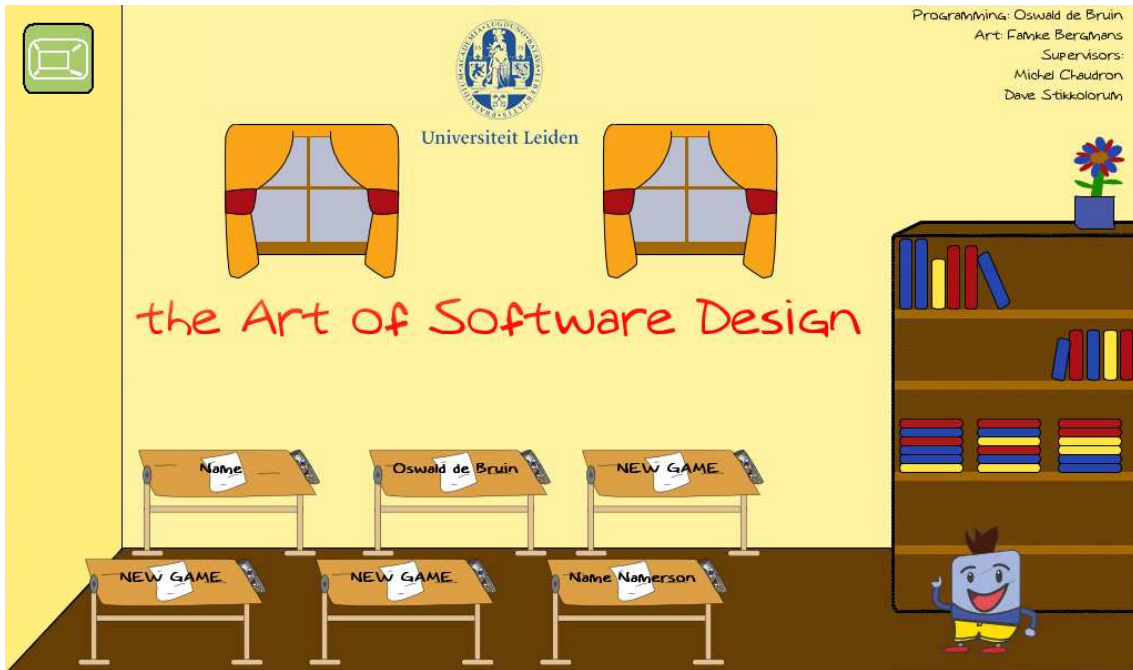 Programming: Oswald de Bruin
Art: Famke Bergmans
Supervisors:
Michel Chaudron
Dave Stikkolorum
Universiteit Leiden
the Art of Software Design
Name
Oswald de Bruin
NEW GAME
NEW GAME
NEW GAME
Name Namerson